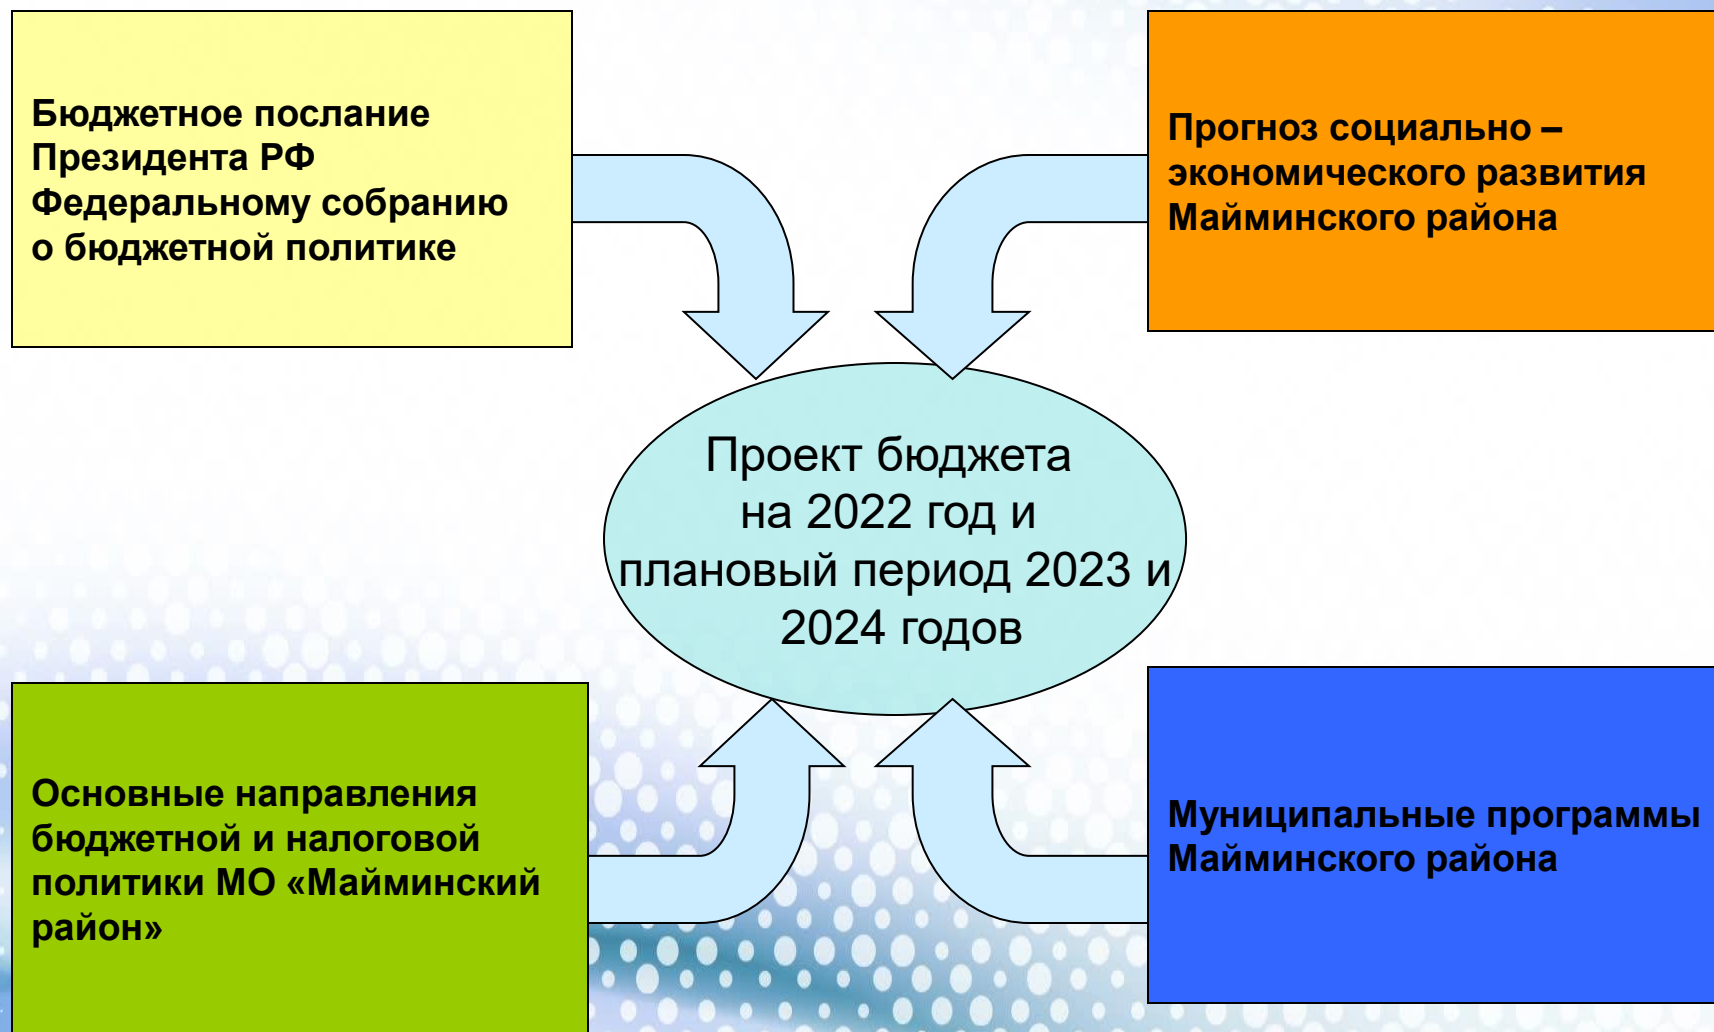 Бюджетное послание
Президента РФ
Федеральному собранию
о бюджетной политике
Прогноз социально –
экономического развития
Майминского района
Проект бюджета
на 2022 год и
плановый период 2023 и
2024 годов
Основные направления
бюджетной и налоговой
политики МО «Майминский
район»
Муниципальные программы
Майминского района